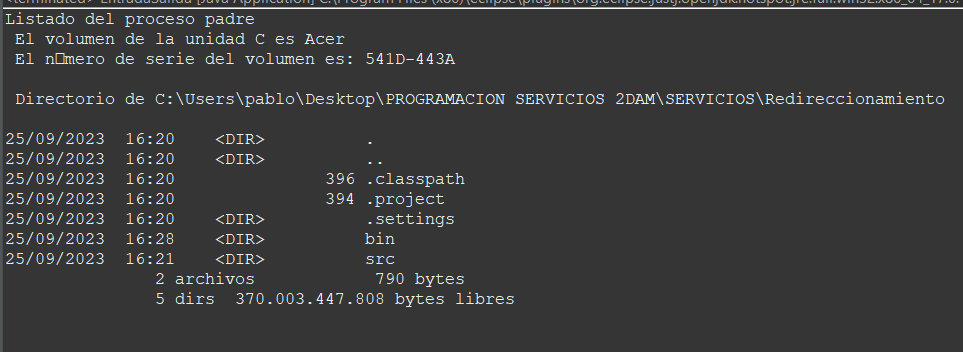 Listado del proceso padre
El volumen de la unidad C es Acer
El n□mero de serie del volumen es: 541D-443A
Directorio de C:\Users\pablo\Desktop\PROGRAMACION SERVICIOS 2DAM\SERVICIOS\Redireccionamiento
25/09/2023  16:20    <DIR>          .
25/09/2023  16:20    <DIR>          ..
25/09/2023  16:20               396 .classpath
25/09/2023  16:20               394 .project
25/09/2023  16:20    <DIR>          .settings
25/09/2023  16:28    <DIR>          bin
25/09/2023  16:21    <DIR>          src
2 archivos            790 bytes
5 dirs  370.003.447.808 bytes libres